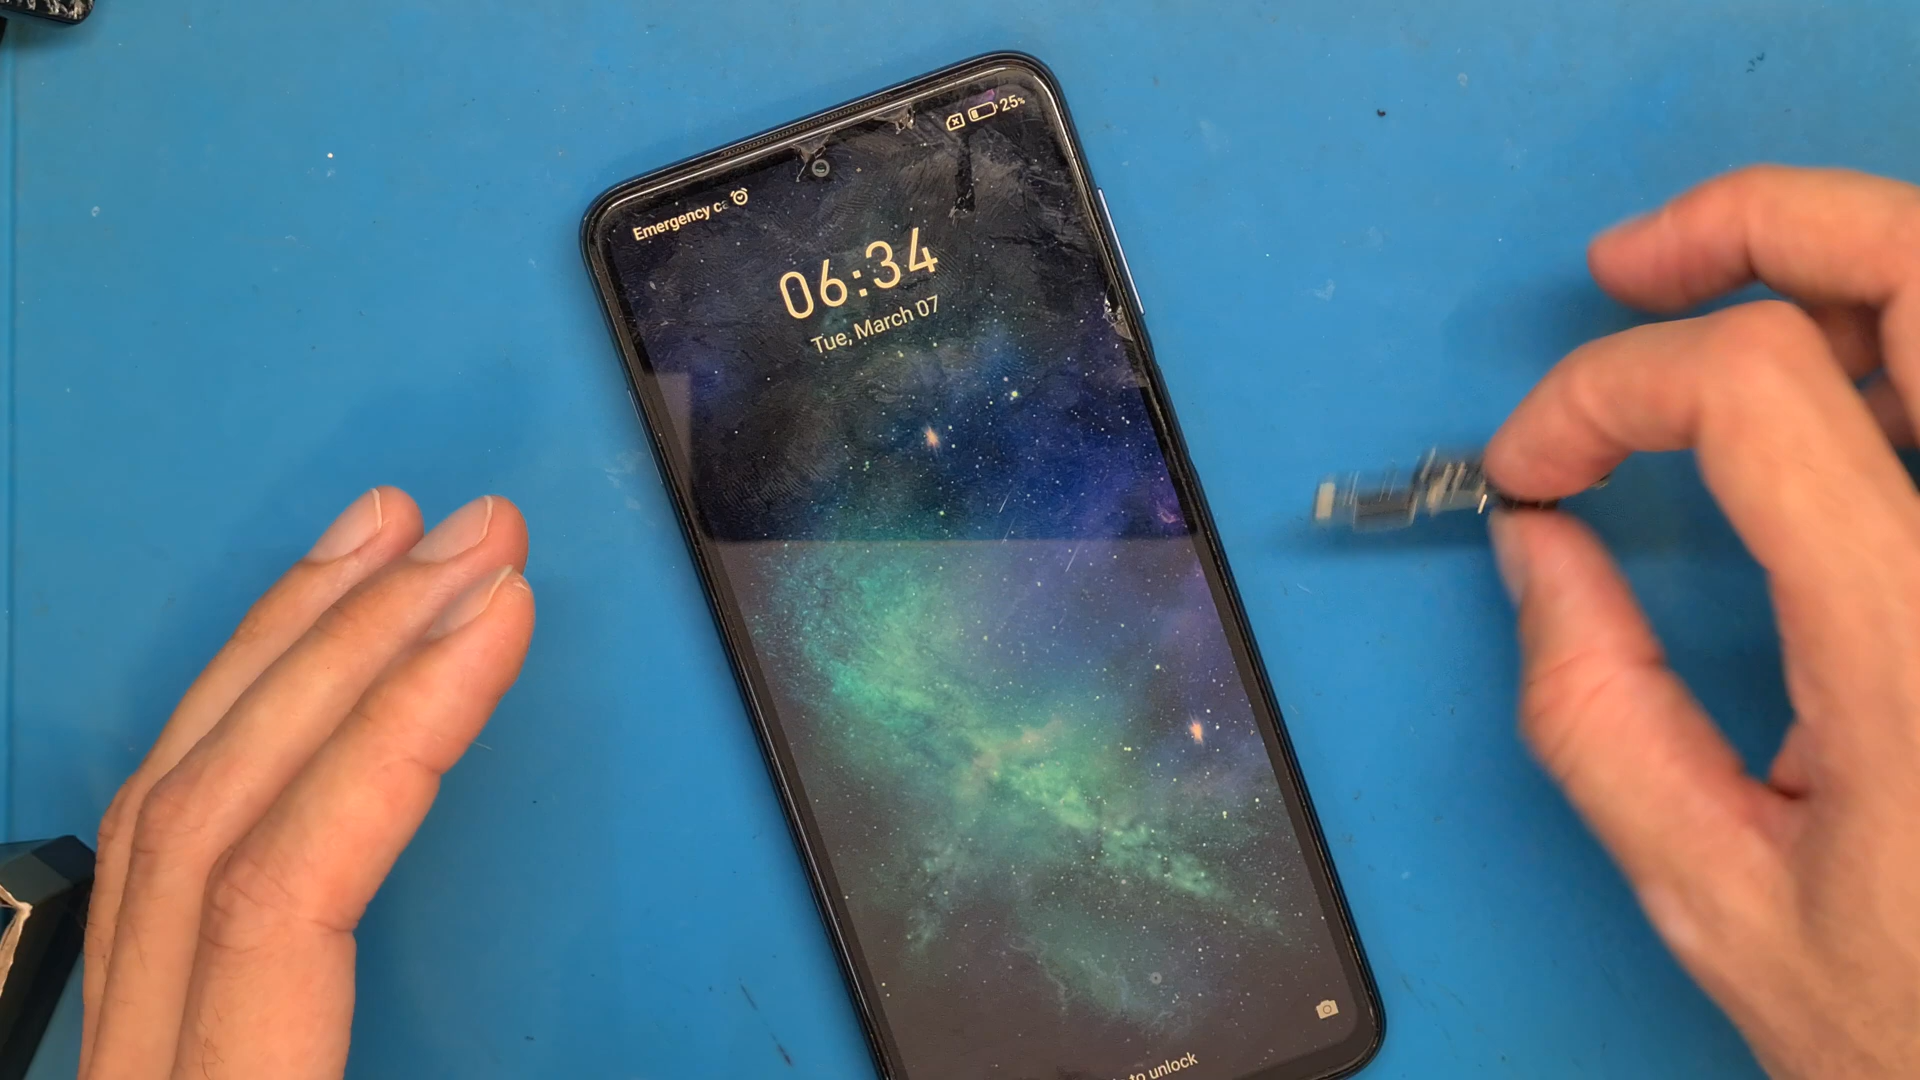 25%
Emergency ca
06:34
Tue, March 07
to unlock